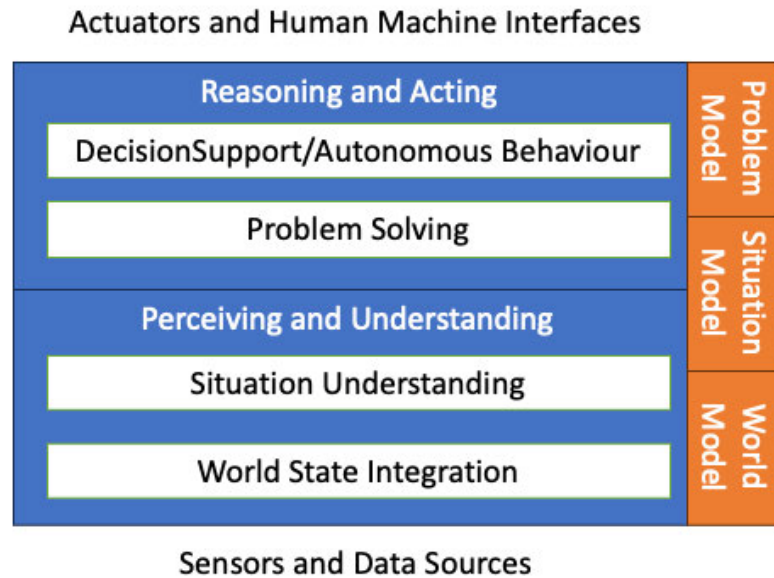 Actuators and Human Machine Interfaces
Reasoning and Acting
DecisionSupport/Autonomous Behaviour
Problem Solving
Perceiving and Understanding
Situation Understanding
World State Integration
Problem
Model
Situation
Model
World
Model
Sensors and Data Sources